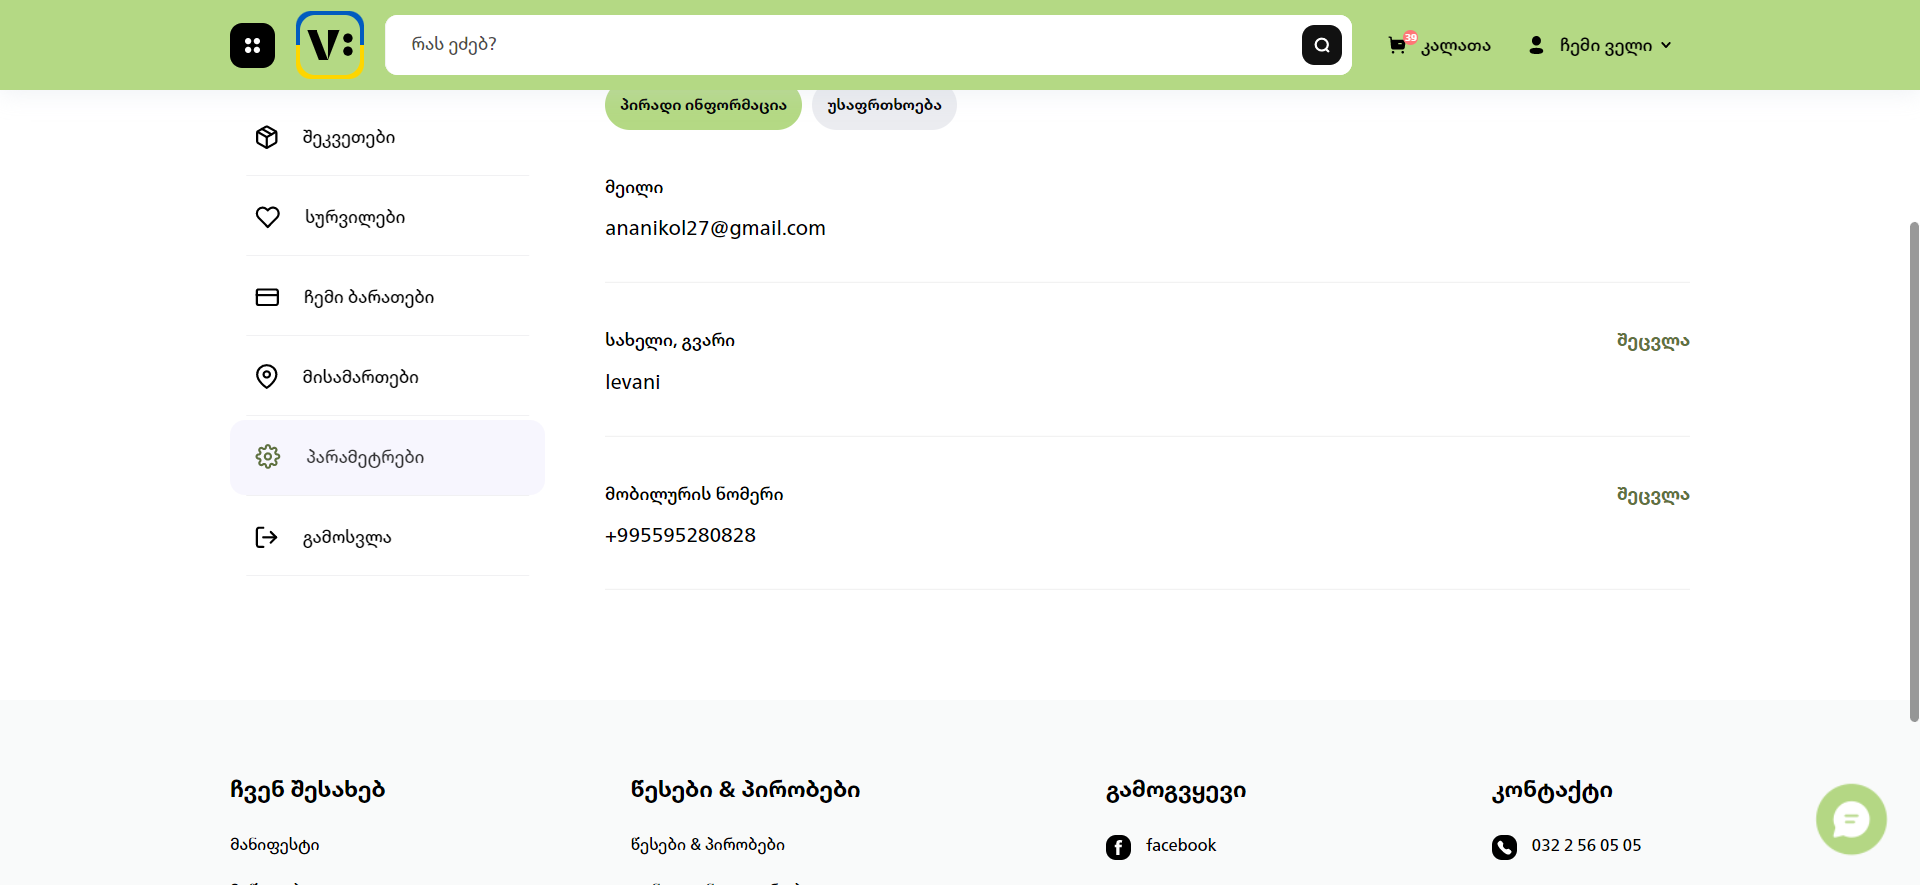 V:
რას ეძებ?
39
კალათა
ჩემი ველი
პირადი ინფორმაცია
უსაფრთხოება
შეკვეთები
სურვილები
ჩემი ბარათები
მისამართები
პარამეტრები
გამოსვლა
მეილი
ananikol27@gmail.com
სახელი, გვარი
შეცვლა
levani
მობილურის ნომერი
შეცვლა
+995595280828
ჩვენ შესახებ
მანიფესტი
წესები & პირობები
წესები & პირობები
გამოგვყევი
facebook
კონტაქტი
032 2 56 05 05